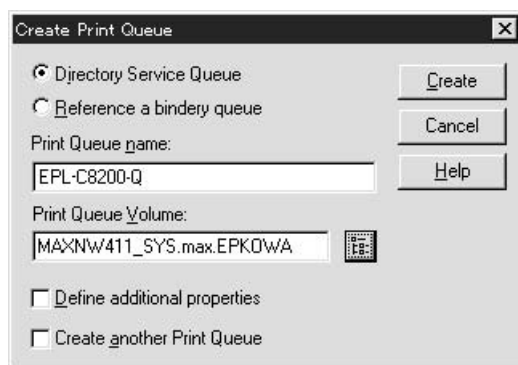 Create Print Queue
Directory Service Queue
Create
Reference a bindery queue
Cancel
Print Queue name:
Help
EPL-C8200-Q
Print Queue Volume:
MAXNW411_SYS.max.EPKOWA
Define additional properties
Create another Print Queue